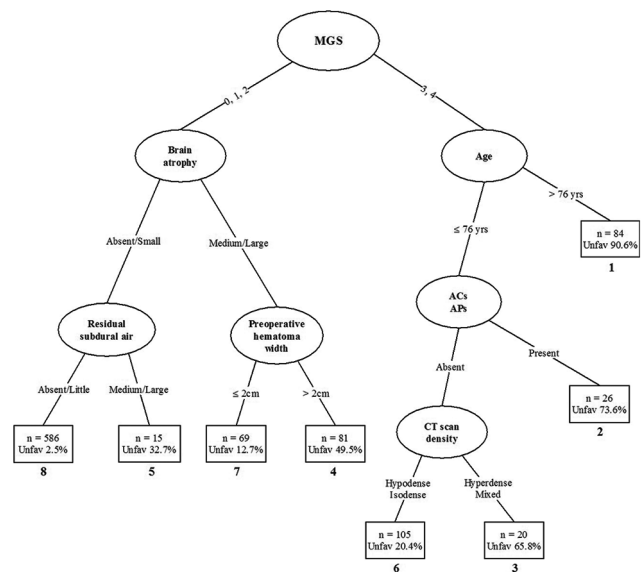 MGS
0, 1, 2
3, 4
Brain
atrophy
Age
> 76 yrs
≤ 76 yrs
n = 84
Unfav 90.6%
1
Absent/Small
Medium/Large
ACs
APs
Residual
subdural air
Preoperative
hematoma
width
Absent
Present
Absent/Little
Medium/Large
≤ 2cm
> 2cm
n = 26
Unfav 73.6%
2
n = 586
Unfav 2.5%
8
n = 15
Unfav 32.7%
5
n = 69
Unfav 12.7%
7
n = 81
Unfav 49.5%
4
CT scan
density
Hypodense
Isodense
Hyperdense
Mixed
n = 105
Unfav 20.4%
6
n = 20
Unfav 65.8%
3